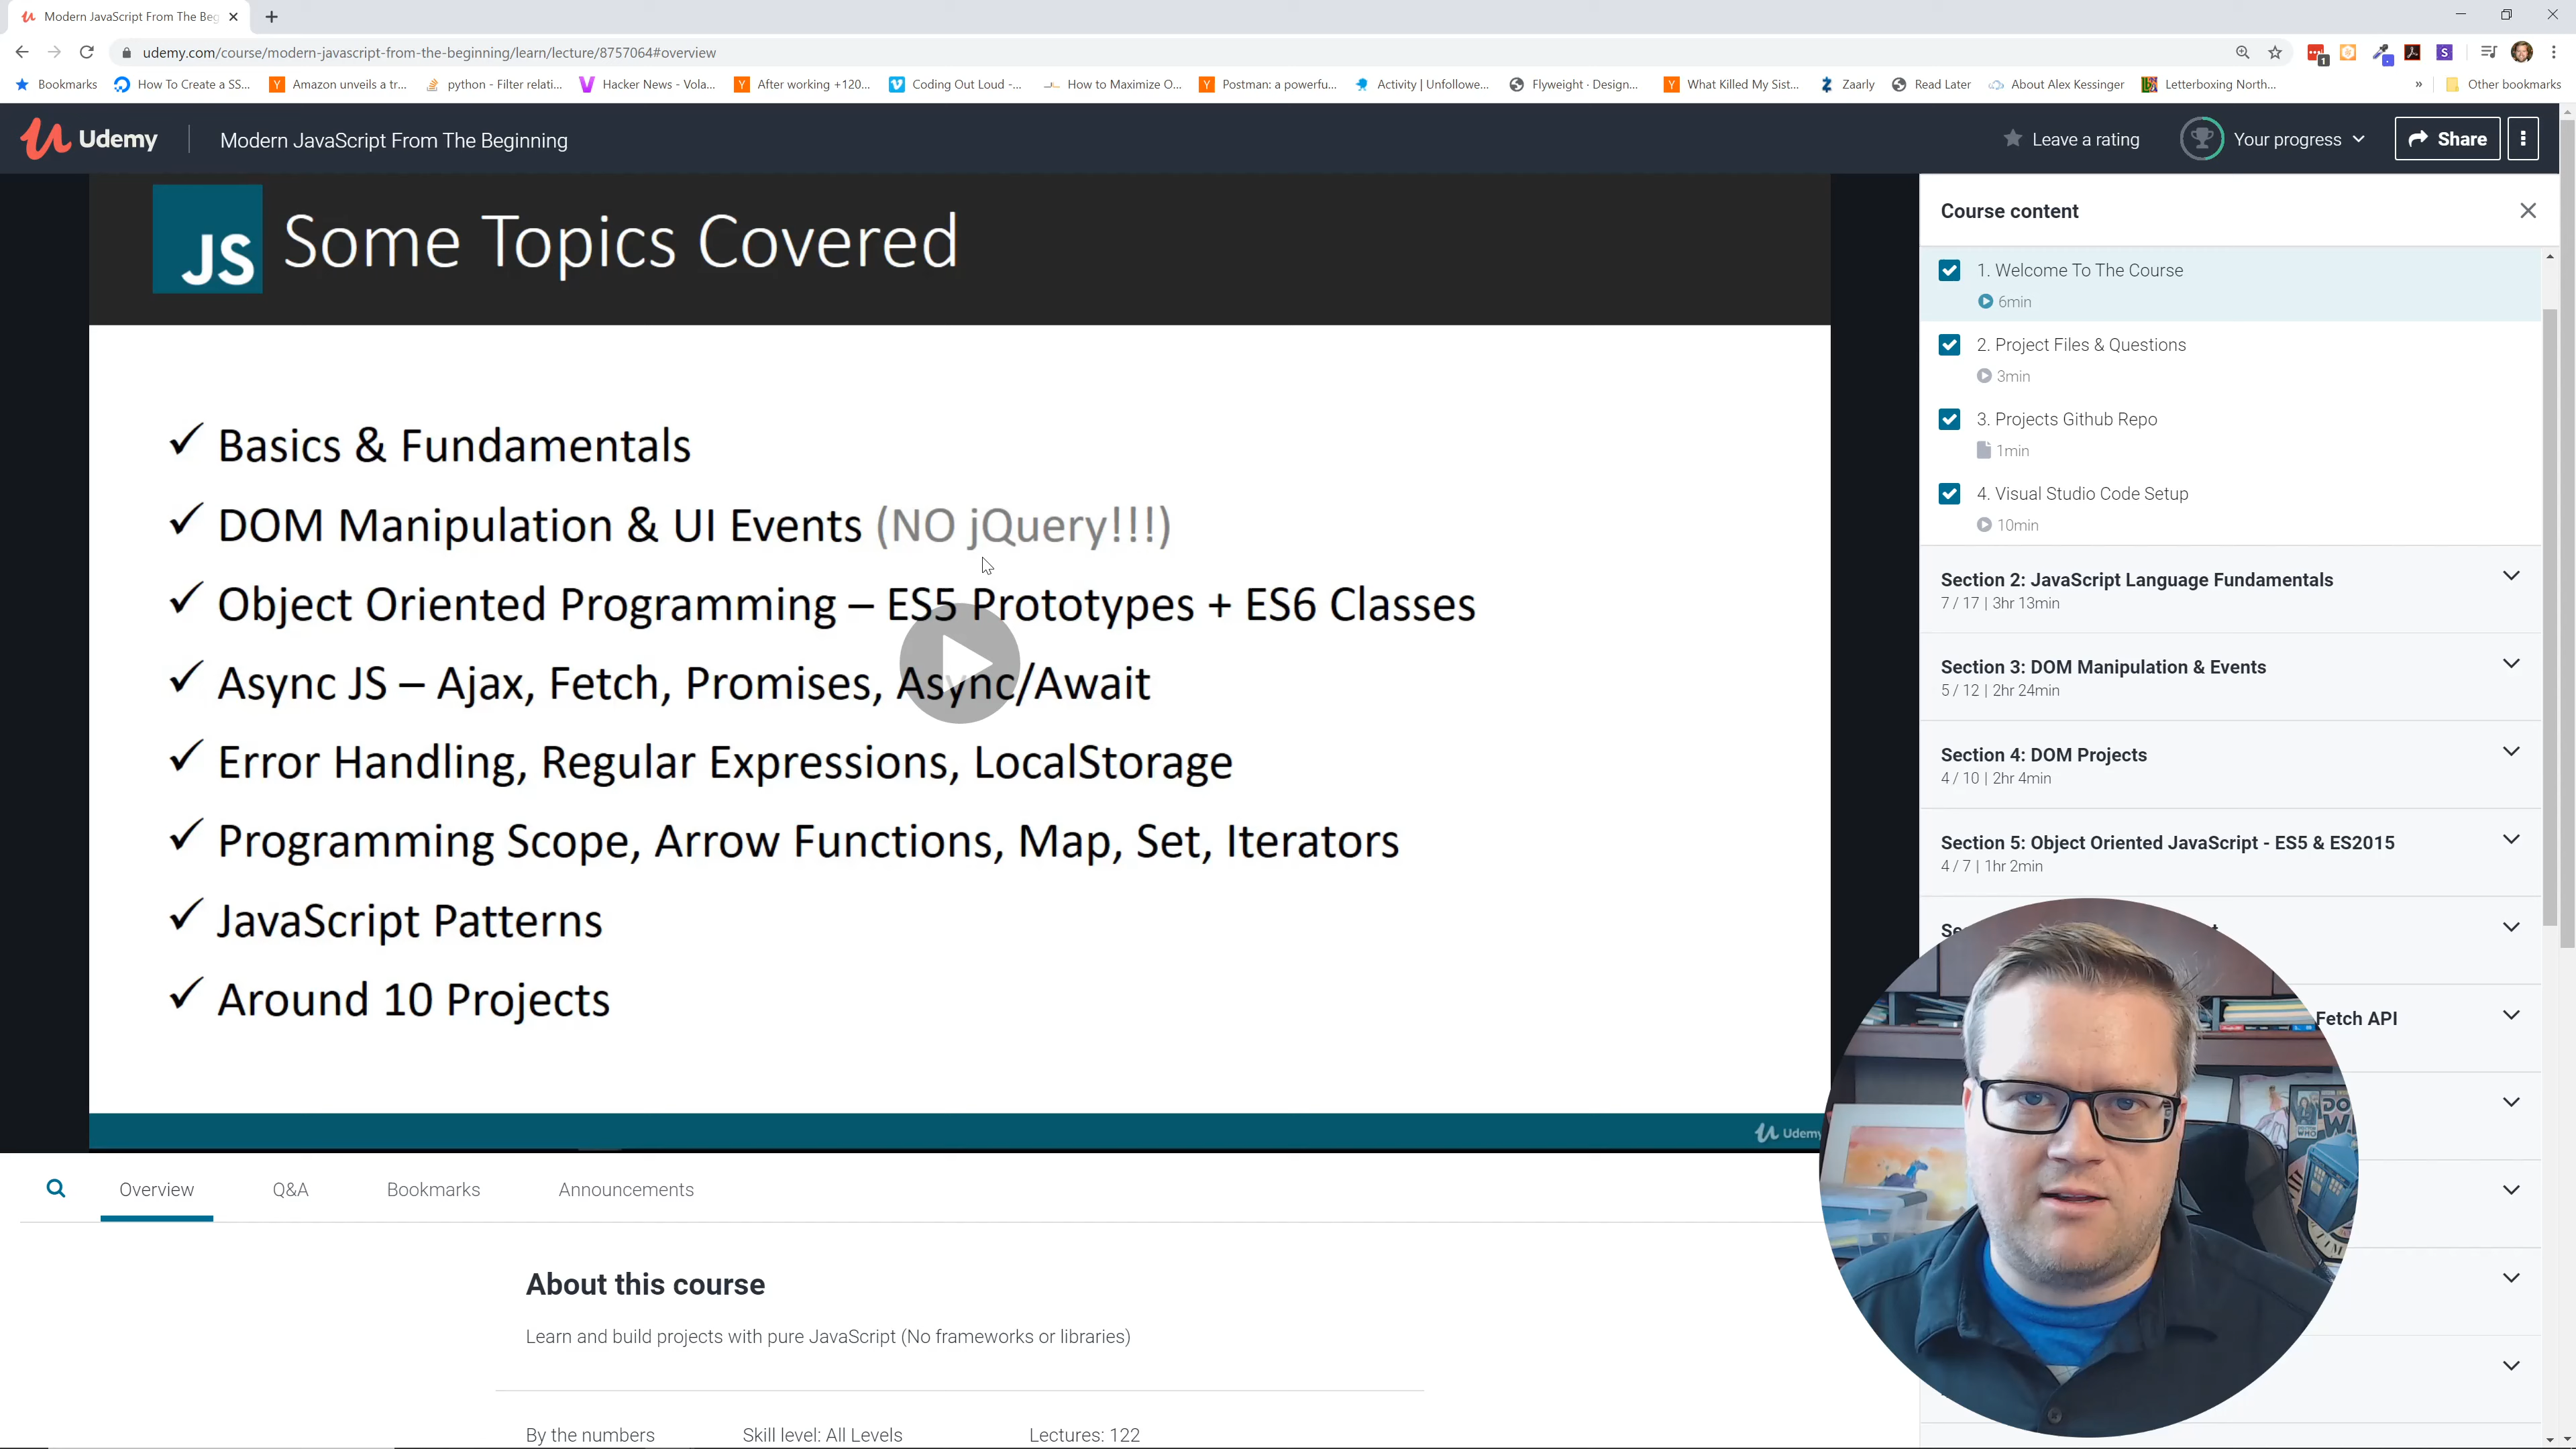 Modern JavaScript From The Beg
udemy.com/course/modern-javascript-from-the-beginning/learn/lecture/8757064#overview
1
Bookmarks
How To Create a SS...
Amazon unveils a tr...
python - Filter relati...
Hacker News - Vola...
After working +120...
Coding Out Loud -...
How to Maximize O...
Postman: a powerfu...
Activity | Unfollowe...
Flyweight · Design...
What Killed My Sist...
Zaarly
Read Later
About Alex Kessinger
Letterboxing North...
»
Other bookmarks
Udemy
Modern JavaScript From The Beginning
Leave a rating
Your progress
Share
JS
Some Topics Covered
✓ Basics & Fundamentals
✓ DOM Manipulation & UI Events (NO jQuery!!!)
✓ Object Oriented Programming – ES5 Prototypes + ES6 Classes
✓ Async JS – Ajax, Fetch, Promises, Async/Await
✓ Error Handling, Regular Expressions, LocalStorage
✓ Programming Scope, Arrow Functions, Map, Set, Iterators
✓ JavaScript Patterns
✓ Around 10 Projects
Udemy
Course content
1. Welcome To The Course
6min
2. Project Files & Questions
3min
3. Projects Github Repo
1min
4. Visual Studio Code Setup
10min
Section 2: JavaScript Language Fundamentals
7 / 17 | 3hr 13min
Section 3: DOM Manipulation & Events
5 / 12 | 2hr 24min
Section 4: DOM Projects
4 / 10 | 2hr 4min
Section 5: Object Oriented JavaScript - ES5 & ES2015
4 / 7 | 1hr 2min
Fetch API
Overview
Q&A
Bookmarks
Announcements
About this course
Learn and build projects with pure JavaScript (No frameworks or libraries)
By the numbers
Skill level: All Levels
Lectures: 122